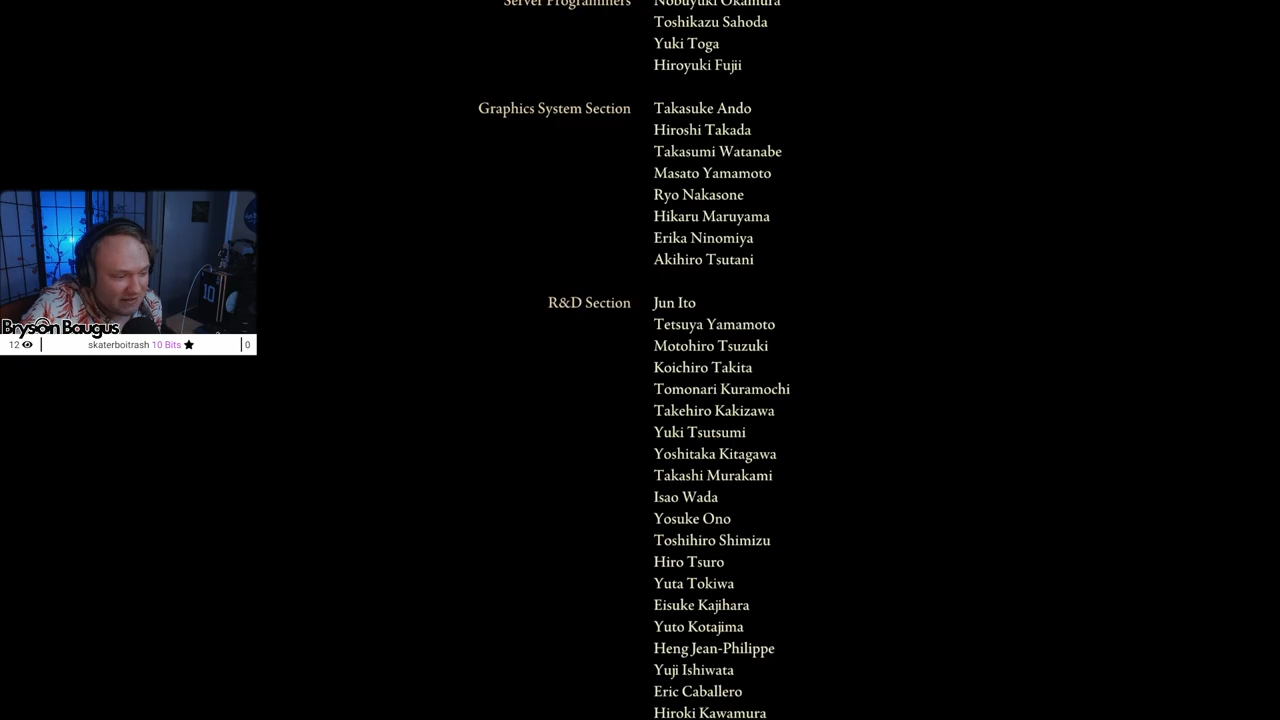 Server Programmers Nobuyuki Okamura
Toshikazu Sahoda
Yuki Toga
Hiroyuki Fujii
Graphics System Section Takasuke Ando
Hiroshi Takada
Takasumi Watanabe
Masato Yamamoto
Ryo Nakasone
Hikaru Maruyama
Erika Ninomiya
Akihiro Tsutani
R&D Section Jun Ito
Tetsuya Yamamoto
Motohiro Tsuzuki
Koichiro Takita
Tomonari Kuramochi
Takehiro Kakizawa
Yuki Tsutsumi
Yoshitaka Kitagawa
Takashi Murakami
Isao Wada
Yosuke Ono
Toshihiro Shimizu
Hiro Tsuro
Yuta Tokiwa
Eisuke Kajihara
Yuto Kotajima
Heng Jean-Philippe
Yuji Ishiwata
Eric Caballero
Hiroki Kawamura
10
Bryson Baugus
12 skaterboitrash 10 Bits 0